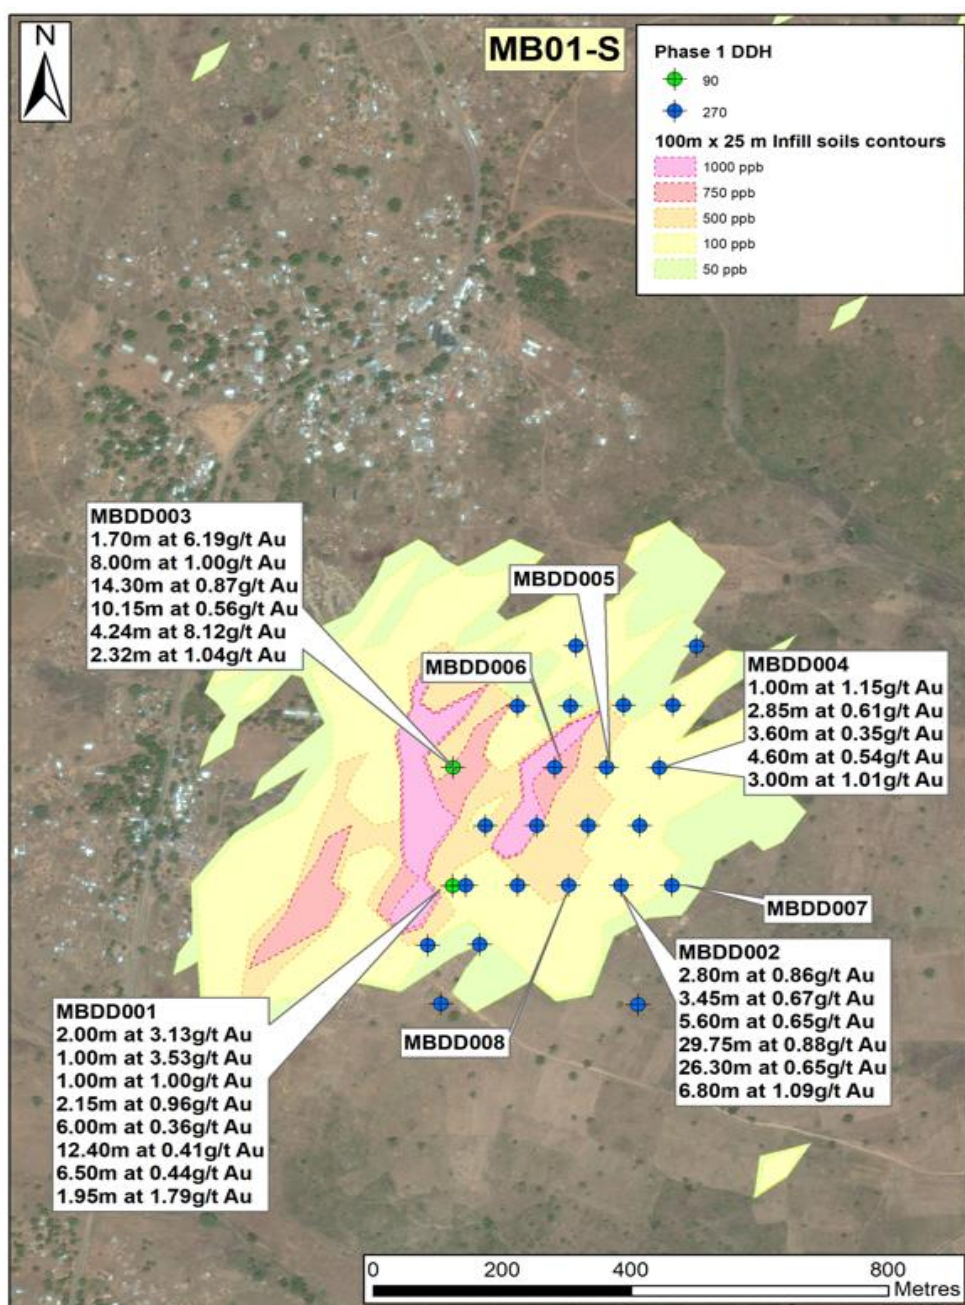 N
MB01-S
Phase 1 DDH
90
270
100m x 25 m Infill soils contours
1000 ppb
750 ppb
500 ppb
100 ppb
50 ppb
MBDD003
1.70m at 6.19g/t Au
8.00m at 1.00g/t Au
14.30m at 0.87g/t Au
10.15m at 0.56g/t Au
4.24m at 8.12g/t Au
2.32m at 1.04g/t Au
MBDD005
MBDD006
MBDD004
1.00m at 1.15g/t Au
2.85m at 0.61g/t Au
3.60m at 0.35g/t Au
4.60m at 0.54g/t Au
3.00m at 1.01g/t Au
MBDD007
MBDD002
2.80m at 0.86g/t Au
3.45m at 0.67g/t Au
5.60m at 0.65g/t Au
29.75m at 0.88g/t Au
26.30m at 0.65g/t Au
6.80m at 1.09g/t Au
MBDD008
MBDD001
2.00m at 3.13g/t Au
1.00m at 3.53g/t Au
1.00m at 1.00g/t Au
2.15m at 0.96g/t Au
6.00m at 0.36g/t Au
12.40m at 0.41g/t Au
6.50m at 0.44g/t Au
1.95m at 1.79g/t Au
0 200 400 800
Metres